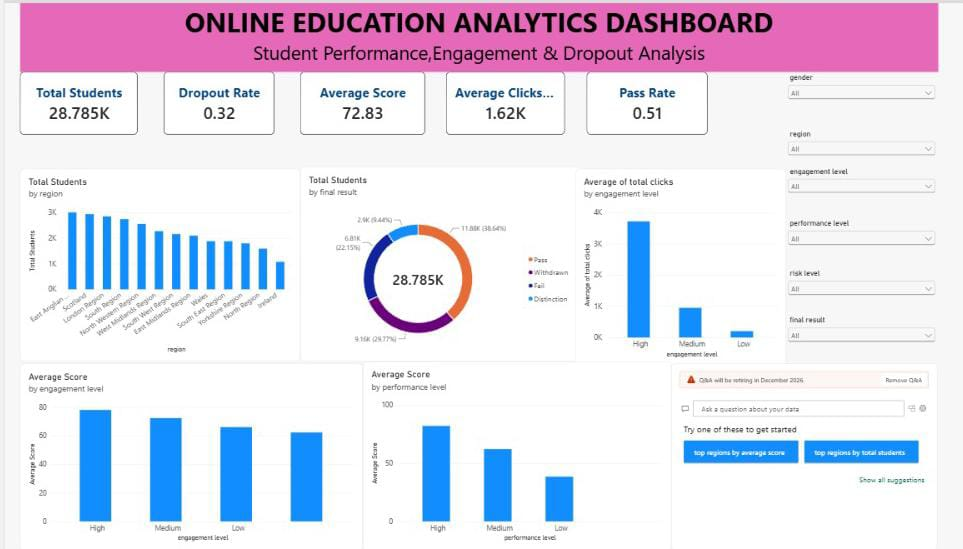 ONLINE EDUCATION ANALYTICS DASHBOARD
Student Performance,Engagement & Dropout Analysis
Total Students
28.785K
Dropout Rate
0.32
Average Score
72.83
Average Clicks...
1.62K
Pass Rate
0.51
gender
All
region
All
engagement level
All
performance level
All
risk level
All
final result
All
Total Students
by region
Total Students
3K
2K
1K
0K
East Anglian ...
Scotland
London Region
South Region
North Western Region
West Midlands Region
South West Region
East Midlands Region
Wales
South East Region
Yorkshire Region
North Region
Ireland
region
Total Students
by final result
2.9K (9.44%)
6.81K
(22.15%)
11.88K (38.64%)
9.16K (29.77%)
28.785K
Pass
Withdrawn
Fail
Distinction
Average of total clicks
by engagement level
Average of total clicks
4K
3K
2K
1K
0K
High
Medium
Low
engagement level
Average Score
by engagement level
Average Score
80
60
40
20
0
High
Medium
Low
engagement level
Average Score
by performance level
Average Score
100
50
0
High
Medium
Low
performance level
Q&A will be retiring in December 2026.
Remove Q&A
Ask a question about your data
Try one of these to get started
top regions by average score
top regions by total students
Show all suggestions